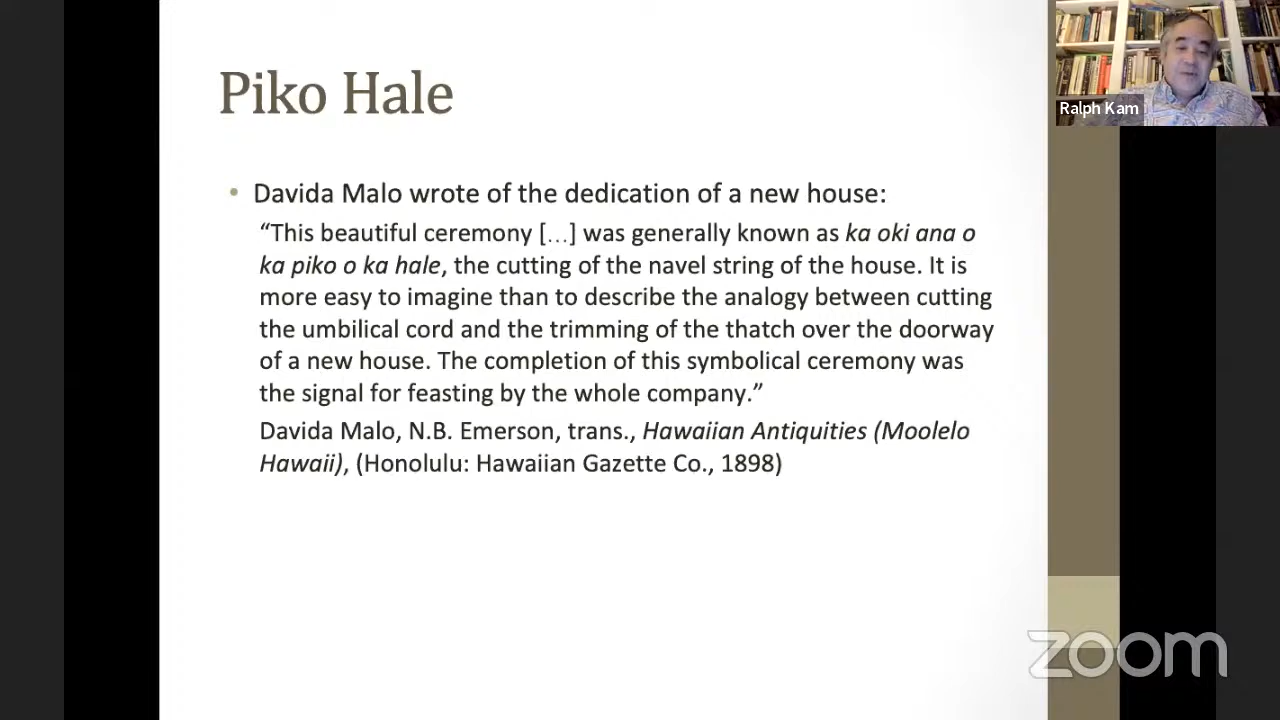 Piko Hale
Ralph Kam
• Davida Malo wrote of the dedication of a new house:
“This beautiful ceremony […] was generally known as ka oki ana o
ka piko o ka hale, the cutting of the navel string of the house. It is
more easy to imagine than to describe the analogy between cutting
the umbilical cord and the trimming of the thatch over the doorway
of a new house. The completion of this symbolical ceremony was
the signal for feasting by the whole company.”
Davida Malo, N.B. Emerson, trans., Hawaiian Antiquities (Moolelo
Hawaii), (Honolulu: Hawaiian Gazette Co., 1898)
zoom